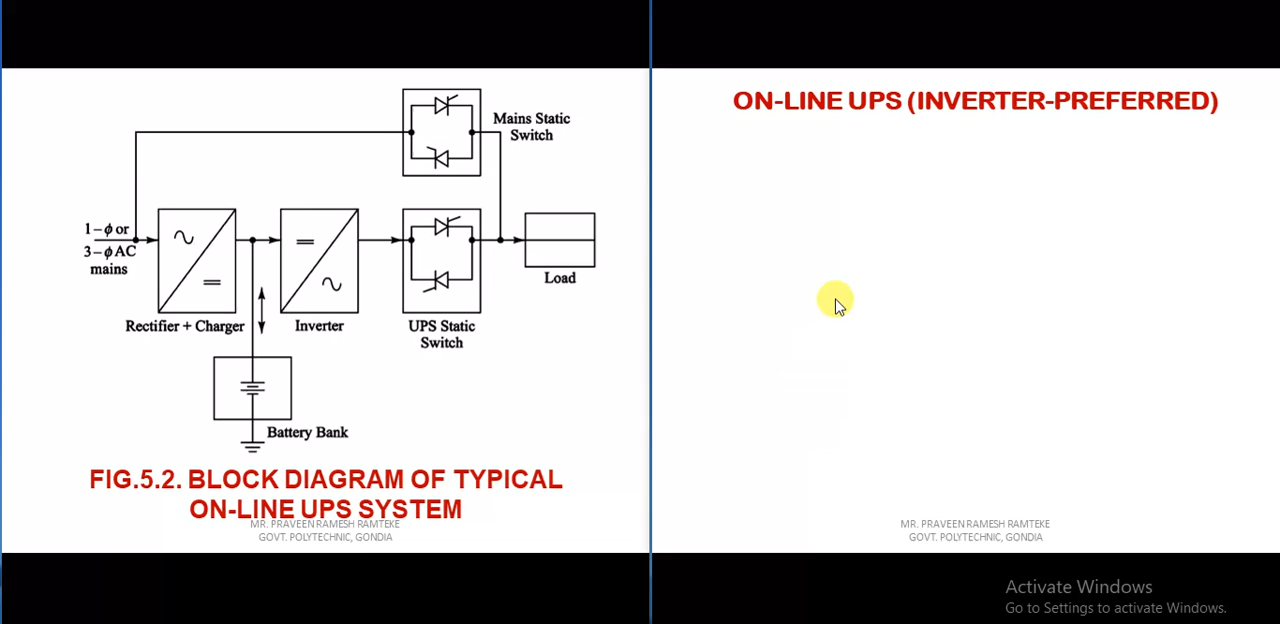 Mains Static
Switch
1–ϕ or
3–ϕ AC
mains
Load
Rectifier + Charger
Inverter
UPS Static
Switch
Battery Bank
FIG.5.2. BLOCK DIAGRAM OF TYPICAL
ON-LINE UPS SYSTEM
MR. PRAVEEN RAMESH RAMTEKE
GOVT. POLYTECHNIC, GONDIA
ON-LINE UPS (INVERTER-PREFERRED)
MR. PRAVEEN RAMESH RAMTEKE
GOVT. POLYTECHNIC, GONDIA
Activate Windows
Go to Settings to activate Windows.